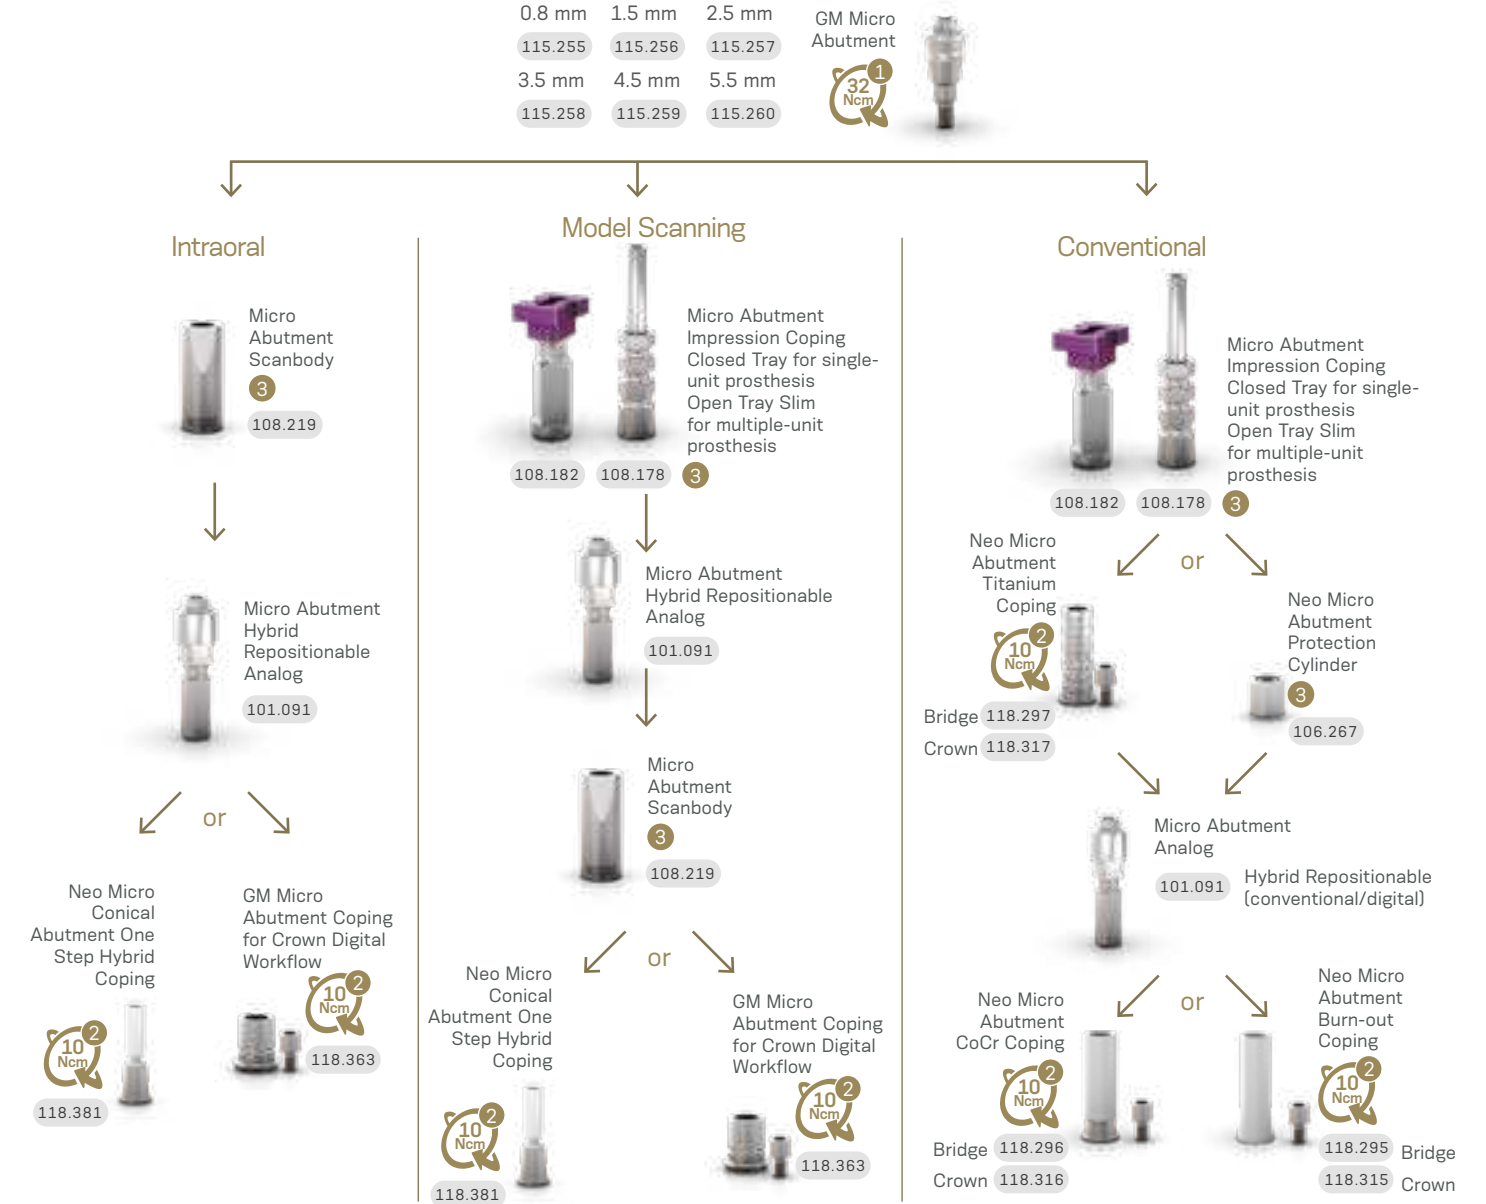 0.8 mm 1.5 mm 2.5 mm
115.255 115.256 115.257
3.5 mm 4.5 mm 5.5 mm
115.258 115.259 115.260
GM Micro
Abutment
32
Ncm
1
Intraoral
Micro
Abutment
Scanbody
3
108.219
Micro Abutment
Hybrid
Repositionable
Analog
101.091
or
Neo Micro
Conical
Abutment One
Step Hybrid
Coping
10
Ncm
2
118.381
GM Micro
Abutment Coping
for Crown Digital
Workflow
10
Ncm
2
118.363
Model Scanning
Micro Abutment
Impression Coping
Closed Tray for single-
unit prosthesis
Open Tray Slim
for multiple-unit
prosthesis
108.182 108.178 3
Micro Abutment
Hybrid Repositionable
Analog
101.091
Micro
Abutment
Scanbody
3
108.219
or
Neo Micro
Conical
Abutment One
Step Hybrid
Coping
10
Ncm
2
118.381
GM Micro
Abutment Coping
for Crown Digital
Workflow
10
Ncm
2
118.363
Conventional
Micro Abutment
Impression Coping
Closed Tray for single-
unit prosthesis
Open Tray Slim
for multiple-unit
prosthesis
108.182 108.178 3
or
Neo Micro
Abutment
Titanium
Coping
10
Ncm
2
Bridge 118.297
Crown 118.317
Neo Micro
Abutment
Protection
Cylinder
3
106.267
Micro Abutment
Analog
101.091
Hybrid Repositionable
(conventional/digital)
or
Neo Micro
Abutment
CoCr Coping
10
Ncm
2
Bridge 118.296
Crown 118.316
Neo Micro
Abutment
Burn-out
Coping
10
Ncm
2
118.295 Bridge
118.315 Crown